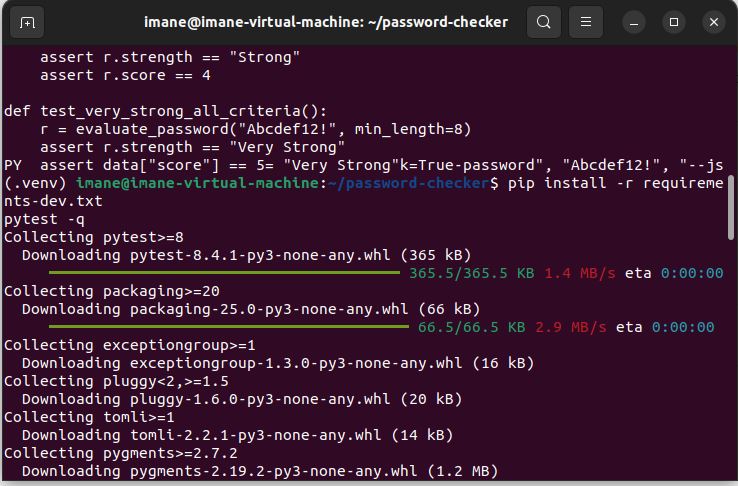 imane@imane-virtual-machine: ~/password-checker
    assert r.strength == "Strong"
    assert r.score == 4

def test_very_strong_all_criteria():
    r = evaluate_password("Abcdef12!", min_length=8)
    assert r.strength == "Very Strong"
PY  assert data["score"] == 5= "Very Strong"k=True-password", "Abcdef12!", "--js
(.venv) imane@imane-virtual-machine:~/password-checker$ pip install -r requireme
nts-dev.txt
pytest -q
Collecting pytest>=8
  Downloading pytest-8.4.1-py3-none-any.whl (365 kB)
365.5/365.5 KB 1.4 MB/s eta 0:00:00
Collecting packaging>=20
  Downloading packaging-25.0-py3-none-any.whl (66 kB)
66.5/66.5 KB 2.9 MB/s eta 0:00:00
Collecting exceptiongroup>=1
  Downloading exceptiongroup-1.3.0-py3-none-any.whl (16 kB)
Collecting pluggy<2,>=1.5
  Downloading pluggy-1.6.0-py3-none-any.whl (20 kB)
Collecting tomli>=1
  Downloading tomli-2.2.1-py3-none-any.whl (14 kB)
Collecting pygments>=2.7.2
  Downloading pygments-2.19.2-py3-none-any.whl (1.2 MB)